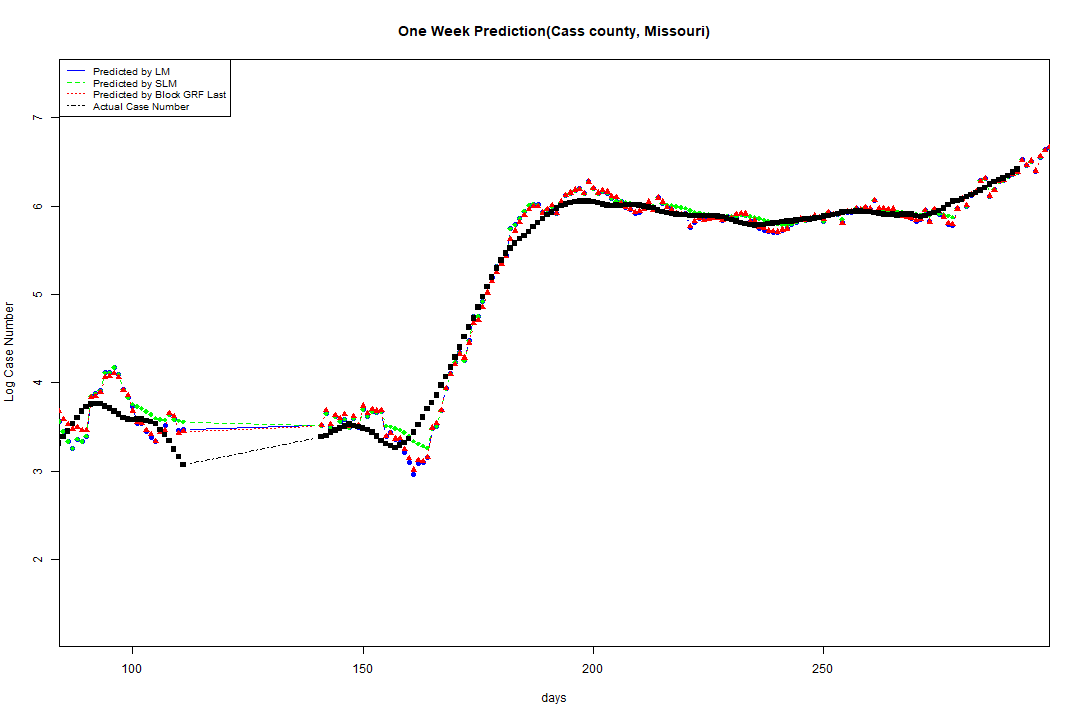 One Week Prediction(Cass county, Missouri)
Predicted by LM
Predicted by SLM
Predicted by Block GRF Last
Actual Case Number
7
6
5
4
3
2
Log Case Number
100 150 200 250
days